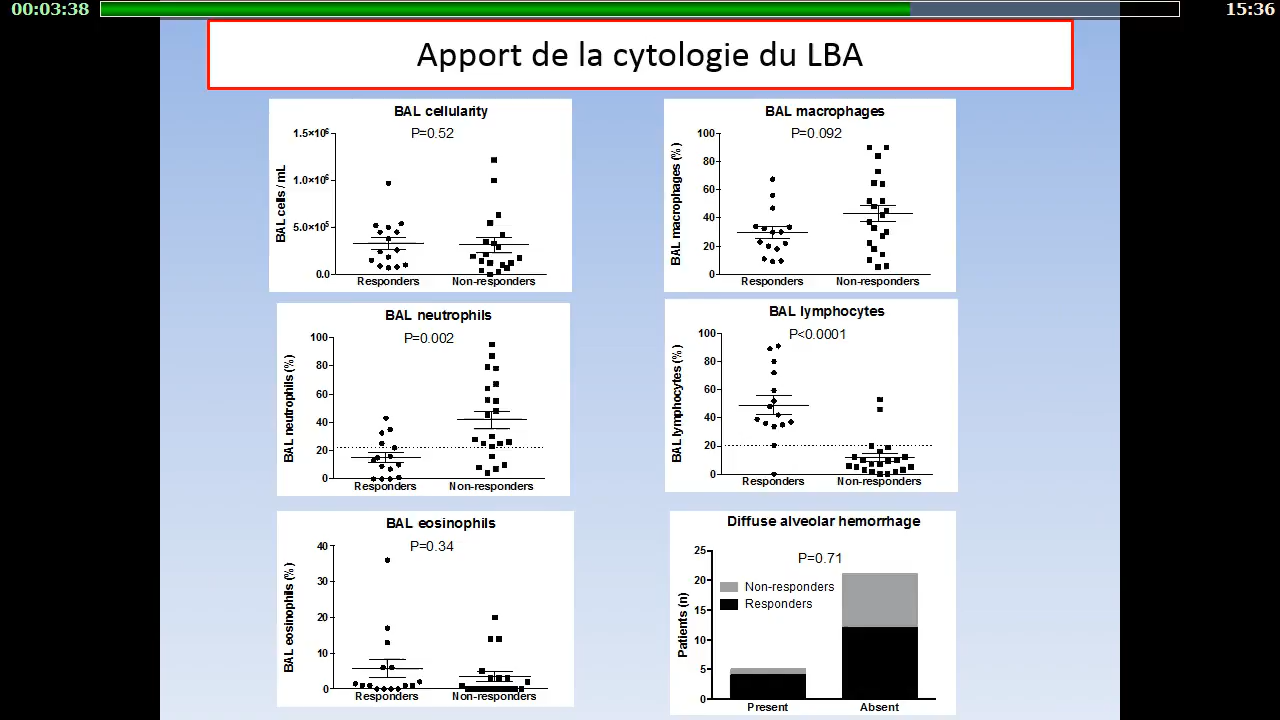 00:03:38
15:36
Apport de la cytologie du LBA
BAL cellularity
P=0.52
BAL cells / mL
1.5×10⁶
1.0×10⁶
5.0×10⁵
0.0
Responders
Non-responders
BAL macrophages
P=0.092
BAL macrophages (%)
100
80
60
40
20
0
Responders
Non-responders
BAL neutrophils
P=0.002
BAL neutrophils (%)
100
80
60
40
20
0
Responders
Non-responders
BAL lymphocytes
P<0.0001
BAL lymphocytes (%)
100
80
60
40
20
0
Responders
Non-responders
BAL eosinophils
P=0.34
BAL eosinophils (%)
40
30
20
10
0
Responders
Non-responders
Diffuse alveolar hemorrhage
P=0.71
Non-responders
Responders
Patients (n)
25
20
15
10
5
0
Present
Absent